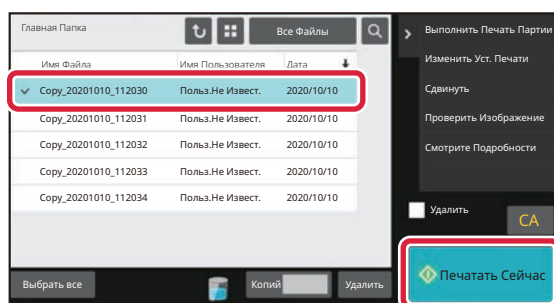 Главная Папка
Все Файлы
Имя Файла Имя Пользователя Дата
Copy_20201010_112030 Польз.Не Извест. 2020/10/10
Copy_20201010_112031 Польз.Не Извест. 2020/10/10
Copy_20201010_112032 Польз.Не Извест. 2020/10/10
Copy_20201010_112033 Польз.Не Извест. 2020/10/10
Copy_20201010_112034 Польз.Не Извест. 2020/10/10
Выбрать все Копий Удалить
Выполнить Печать Партии
Изменить Уст. Печати
Сдвинуть
Проверить Изображение
Смотрите Подробности
Удалить
CA
Печатать Сейчас